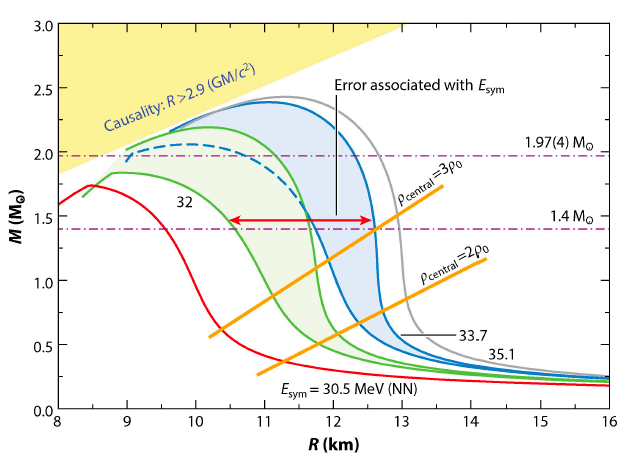 3.0
2.5
2.0
1.5
1.0
0.5
0.0
M (M☉)
Causality: R > 2.9 (GM/c²)
Error associated with Esym
1.97(4) M☉
ρcentral=3ρ0
32
1.4 M☉
ρcentral=2ρ0
33.7
35.1
Esym = 30.5 MeV (NN)
8 9 10 11 12 13 14 15 16
R (km)